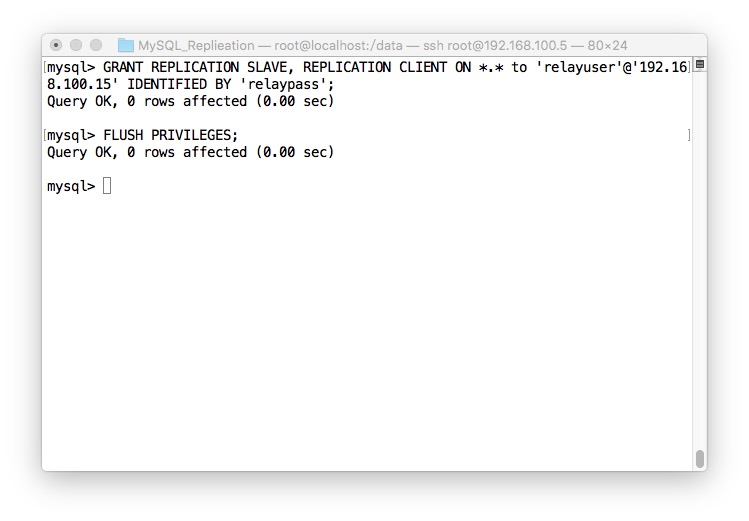 MySQL_Replieation — root@localhost:/data — ssh root@192.168.100.5 — 80×24
[mysql> GRANT REPLICATION SLAVE, REPLICATION CLIENT ON *.* to 'relayuser'@'192.16]
8.100.15' IDENTIFIED BY 'relaypass';
Query OK, 0 rows affected (0.00 sec)
[mysql> FLUSH PRIVILEGES; ]
Query OK, 0 rows affected (0.00 sec)
mysql>